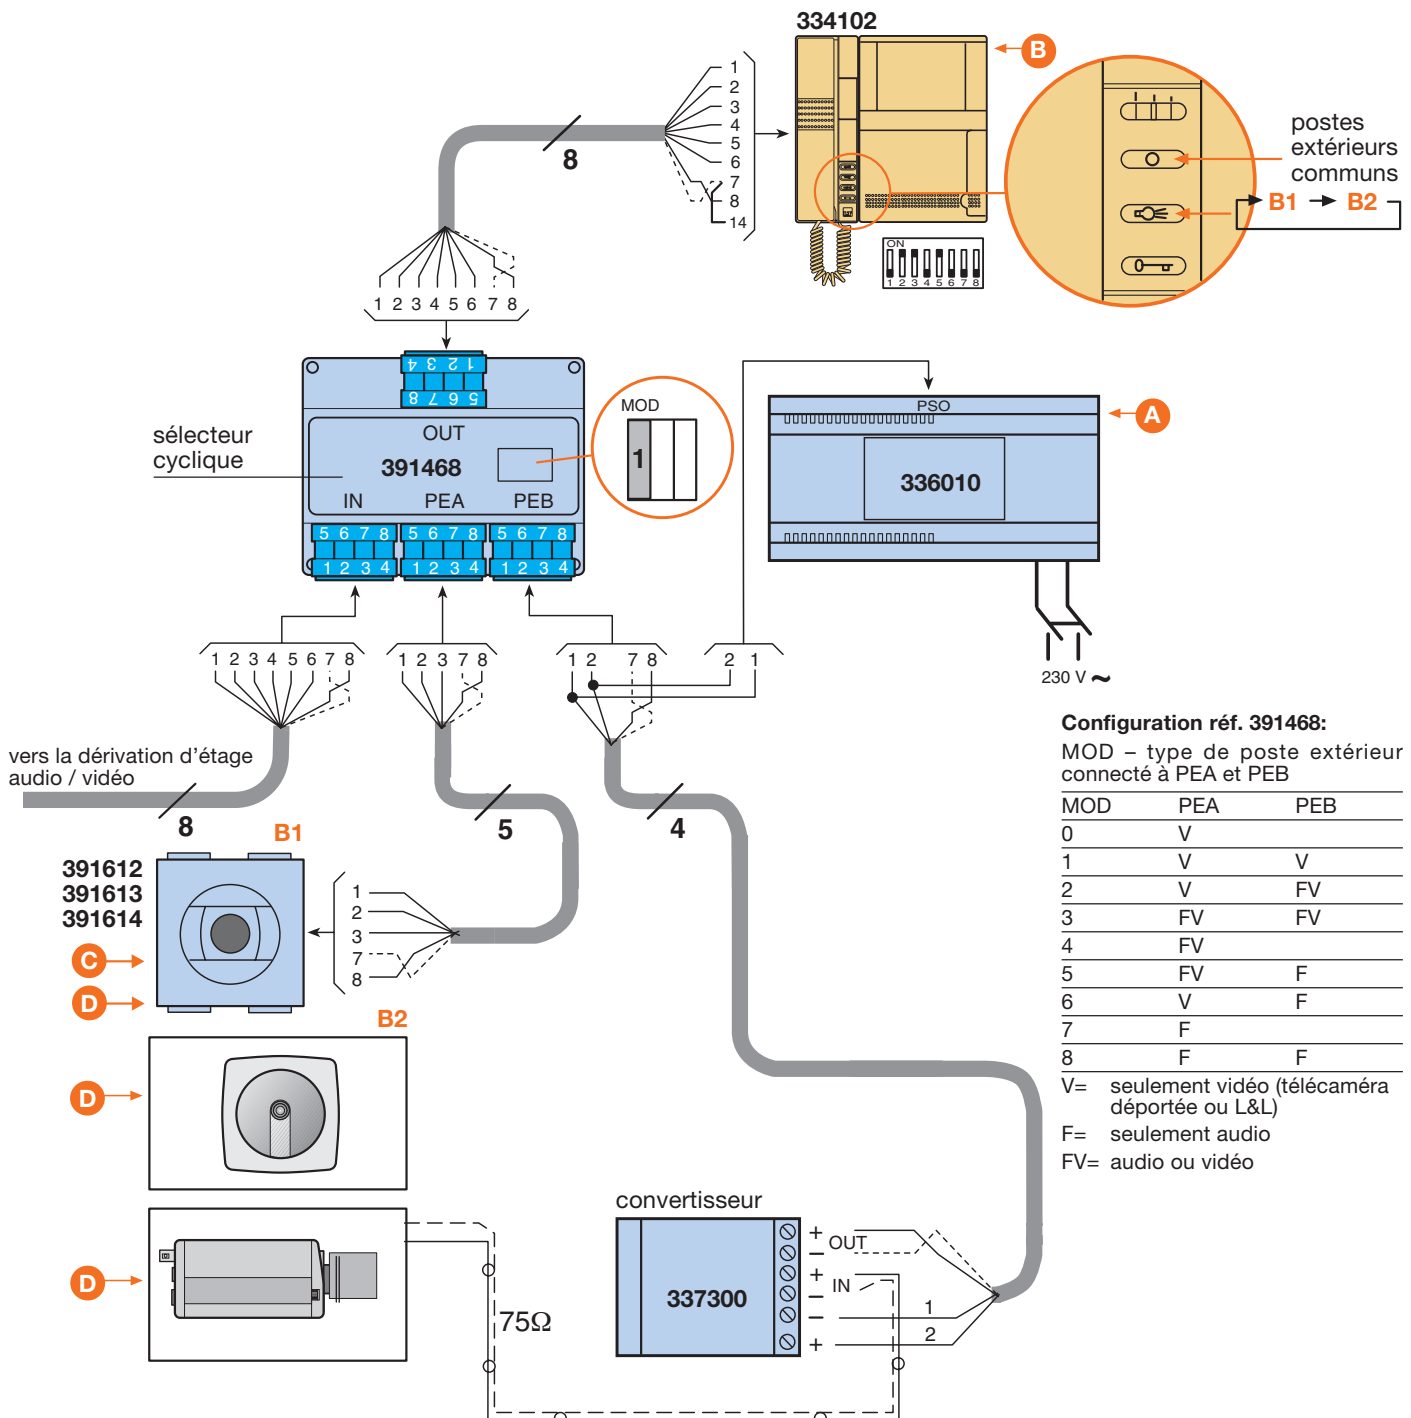 334102
B
1
2
3
4
5
6
7
8
14
8
postes
extérieurs
communs
B1 B2
ON
1 2 3 4 5 6 7 8
1 2 3 4 5 6 7 8
4 3 2 1
8 7 6 5
OUT
391468
IN PEA PEB
5 6 7 8 5 6 7 8 5 6 7 8
1 2 3 4 1 2 3 4 1 2 3 4
sélecteur
cyclique
MOD
1
PSO
A
336010
230 V ~
1 2 3 4 5 6 7 8
1 2 3 7 8
1 2 7 8
2 1
vers la dérivation d'étage
audio / vidéo
8
5
4
B1
391612
391613
391614
C
D
1
2
3
7
8
B2
D
D
75Ω
convertisseur
337300
+
OUT
–
+
IN
–
– 1
+ 2
Configuration réf. 391468:
MOD – type de poste extérieur
connecté à PEA et PEB
MOD PEA PEB
0 V
1 V V
2 V FV
3 FV FV
4 FV
5 FV F
6 V F
7 F
8 F F
V= seulement vidéo (télécaméra
déportée ou L&L)
F= seulement audio
FV= audio ou vidéo